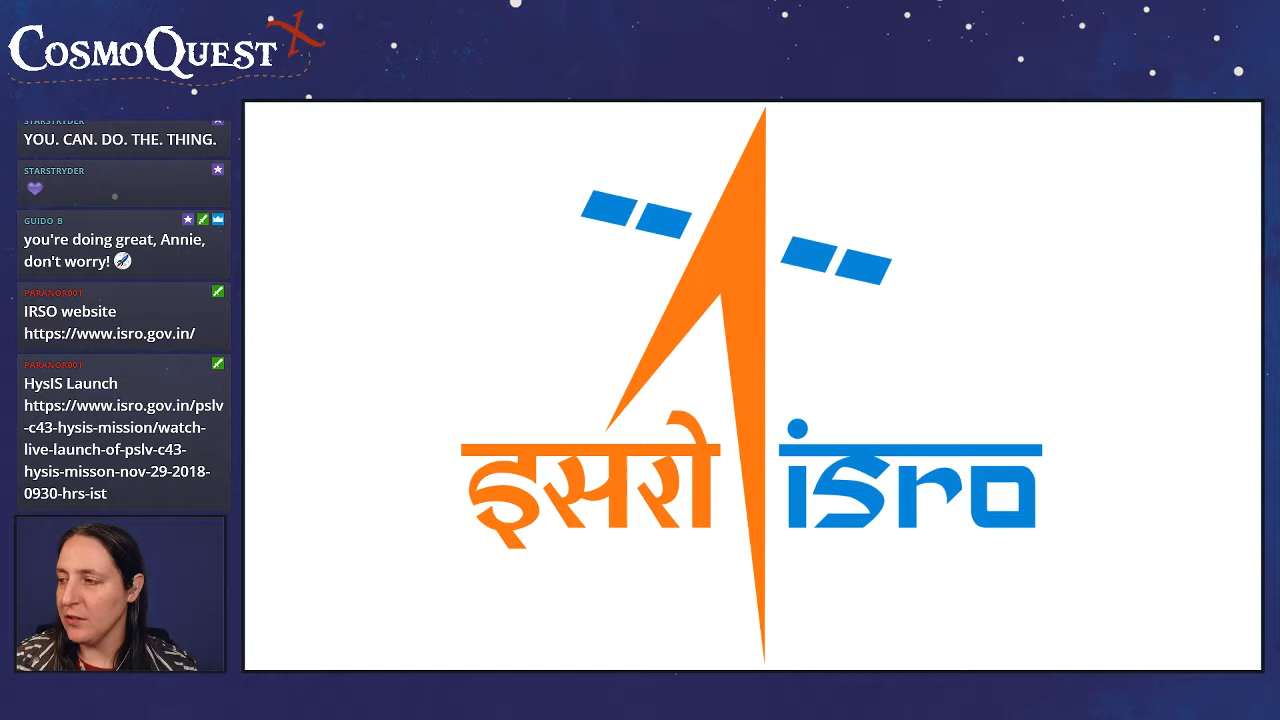 CosmoQuest X
STARSTRYDER
YOU. CAN. DO. THE. THING.
STARSTRYDER
GUIDO_B
you're doing great, Annie,
don't worry!
PARANOR001
IRSO website
https://www.isro.gov.in/
PARANOR001
HysIS Launch
https://www.isro.gov.in/pslv
-c43-hysis-mission/watch-
live-launch-of-pslv-c43-
hysis-misson-nov-29-2018-
0930-hrs-ist
इसरो isro